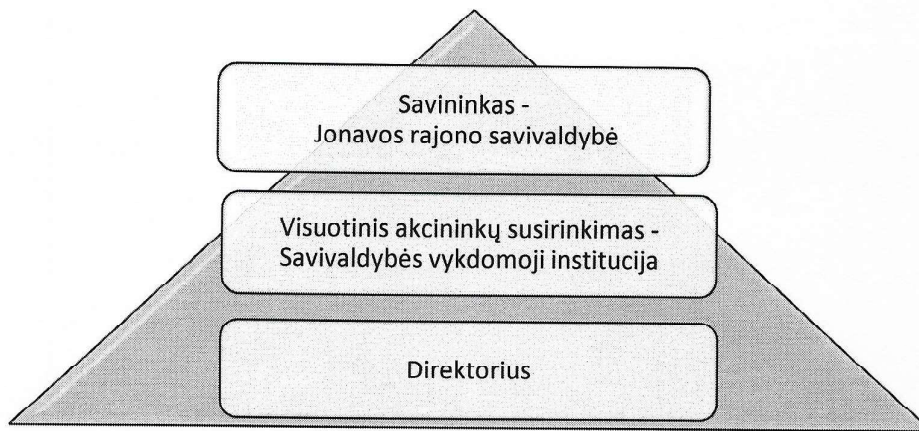 Savininkas -
Jonavos rajono savivaldybė
Visuotinis akcininkų susirinkimas -
Savivaldybės vykdomoji institucija
Direktorius